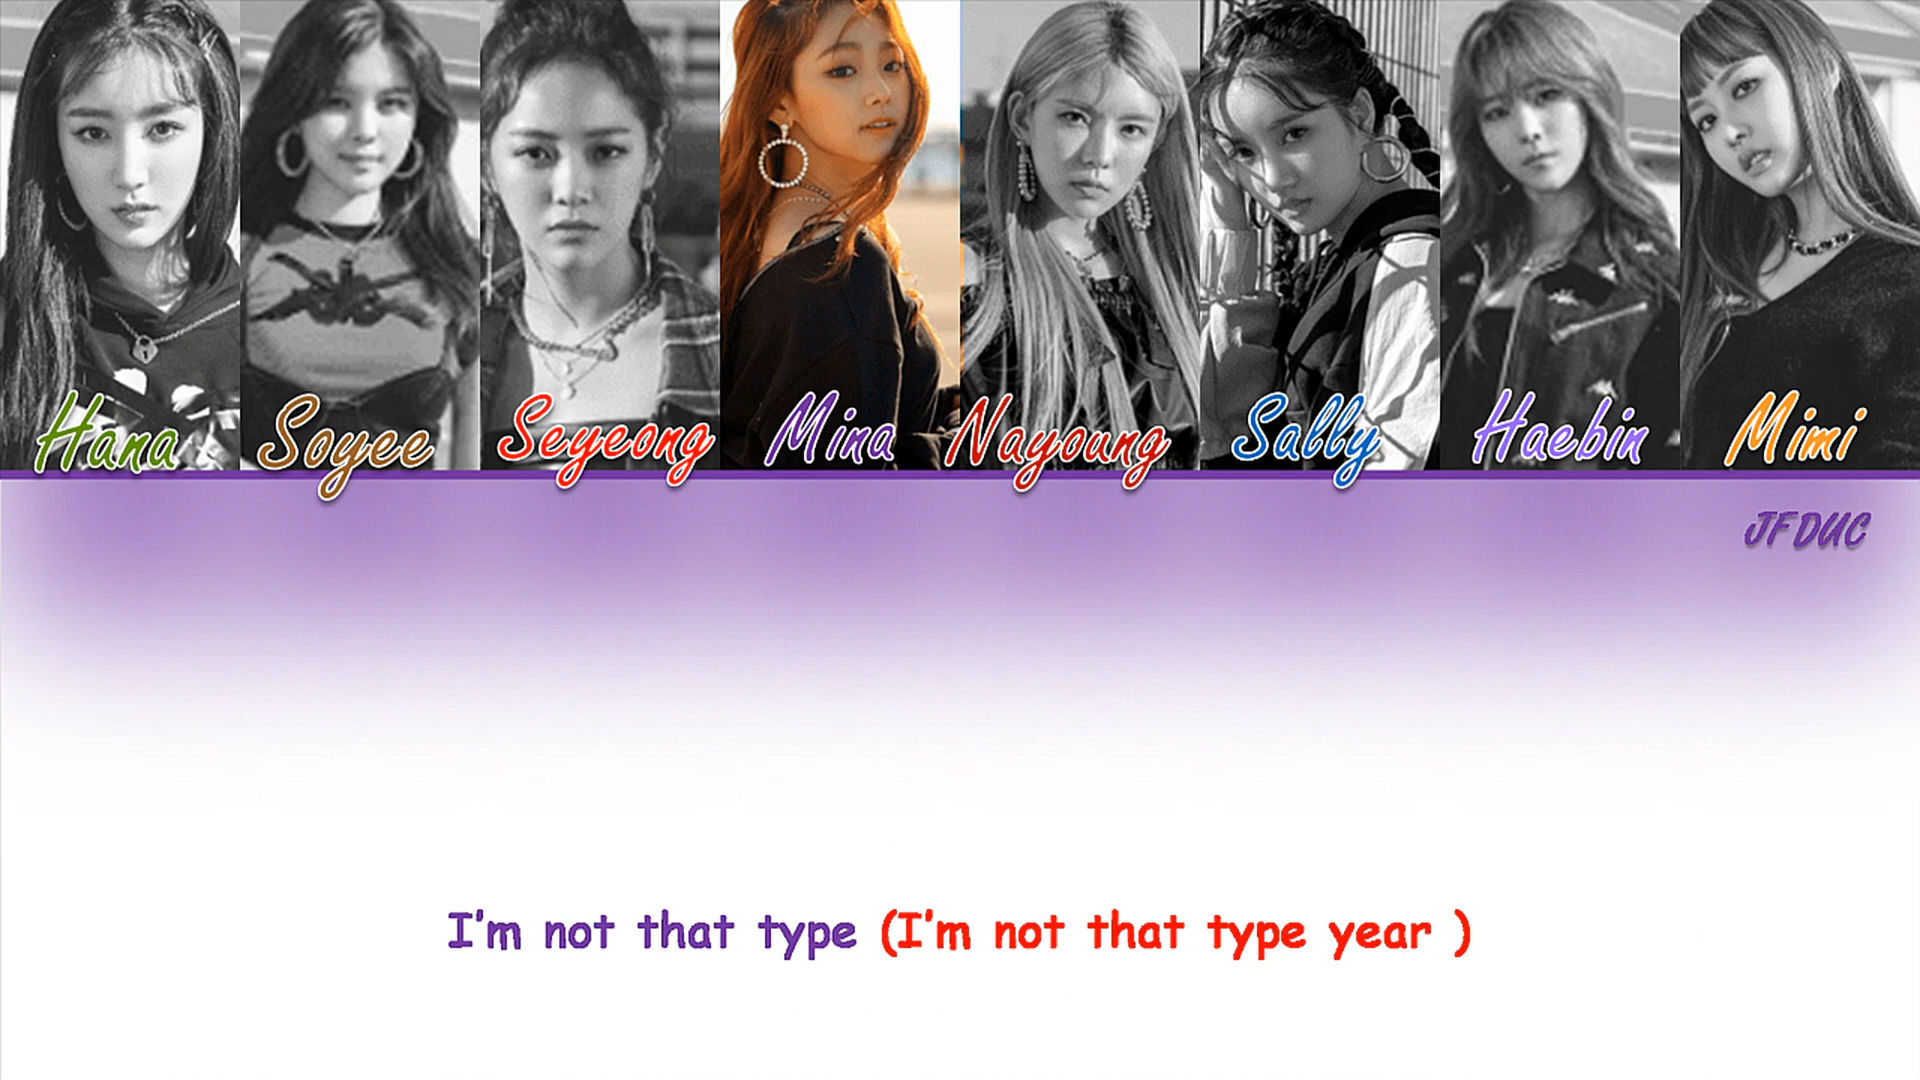 Hana Soyee Seyeong Mina Nayoung Sally Haebin Mimi
JFDUC
I'm not that type (I'm not that type year )